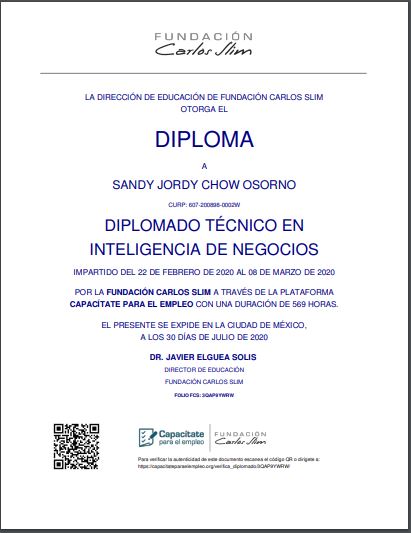 FUNDACIÓN
Carlos Slim
LA DIRECCIÓN DE EDUCACIÓN DE FUNDACIÓN CARLOS SLIM
OTORGA EL
DIPLOMA
A
SANDY JORDY CHOW OSORNO
CURP: 607-200898-0002W
DIPLOMADO TÉCNICO EN
INTELIGENCIA DE NEGOCIOS
IMPARTIDO DEL 22 DE FEBRERO DE 2020 AL 08 DE MARZO DE 2020
POR LA FUNDACIÓN CARLOS SLIM A TRAVÉS DE LA PLATAFORMA
CAPACÍTATE PARA EL EMPLEO CON UNA DURACIÓN DE 569 HORAS.
EL PRESENTE SE EXPIDE EN LA CIUDAD DE MÉXICO,
A LOS 30 DÍAS DE JULIO DE 2020
DR. JAVIER ELGUEA SOLIS
DIRECTOR DE EDUCACIÓN
FUNDACIÓN CARLOS SLIM
FOLIO FCS: 3QAP9YWRW
Capacítate
para el empleo
FUNDACIÓN
Carlos Slim
Para verificar la autenticidad de este documento escanea el código QR o dirígete a:
https://capacitateparaelempleo.org/verifica_diplomado/3QAP9YWRW/